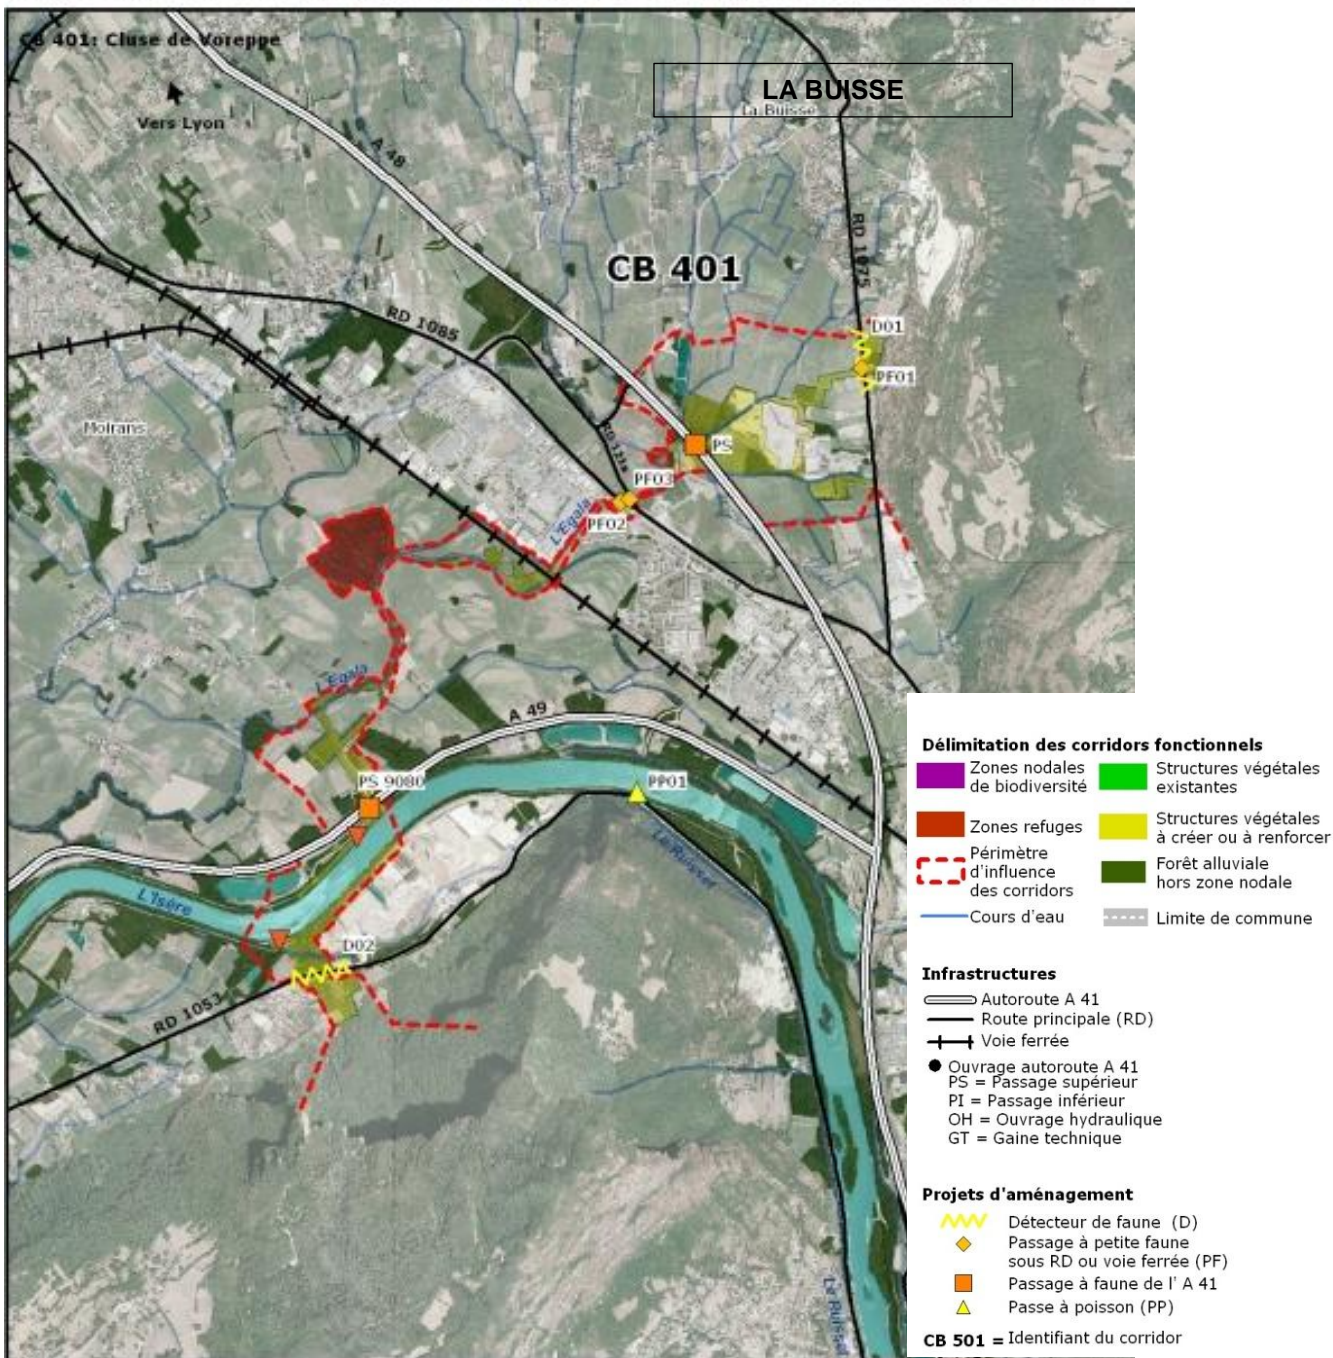 CB 401: Cluse de Voreppe
LA BUISSE
La Buisse
Vers Lyon
A 48
RD 1075
CB 401
RD 1085
D01
PF01
Moirans
RD 121a
PS
PF03
PF02
L'Egala
L'Egala
A 49
PS 9080
PP01
Le Ruisset
L'Isère
D02
RD 1053
Le Ruisset
Délimitation des corridors fonctionnels
Zones nodales
de biodiversité
Structures végétales
existantes
Zones refuges
Structures végétales
à créer ou à renforcer
Périmètre
d'influence
des corridors
Forêt alluviale
hors zone nodale
Cours d'eau
Limite de commune
Infrastructures
Autoroute A 41
Route principale (RD)
Voie ferrée
Ouvrage autoroute A 41
PS = Passage supérieur
PI = Passage inférieur
OH = Ouvrage hydraulique
GT = Gaine technique
Projets d'aménagement
Détecteur de faune (D)
Passage à petite faune
sous RD ou voie ferrée (PF)
Passage à faune de l' A 41
Passe à poisson (PP)
CB 501 = Identifiant du corridor